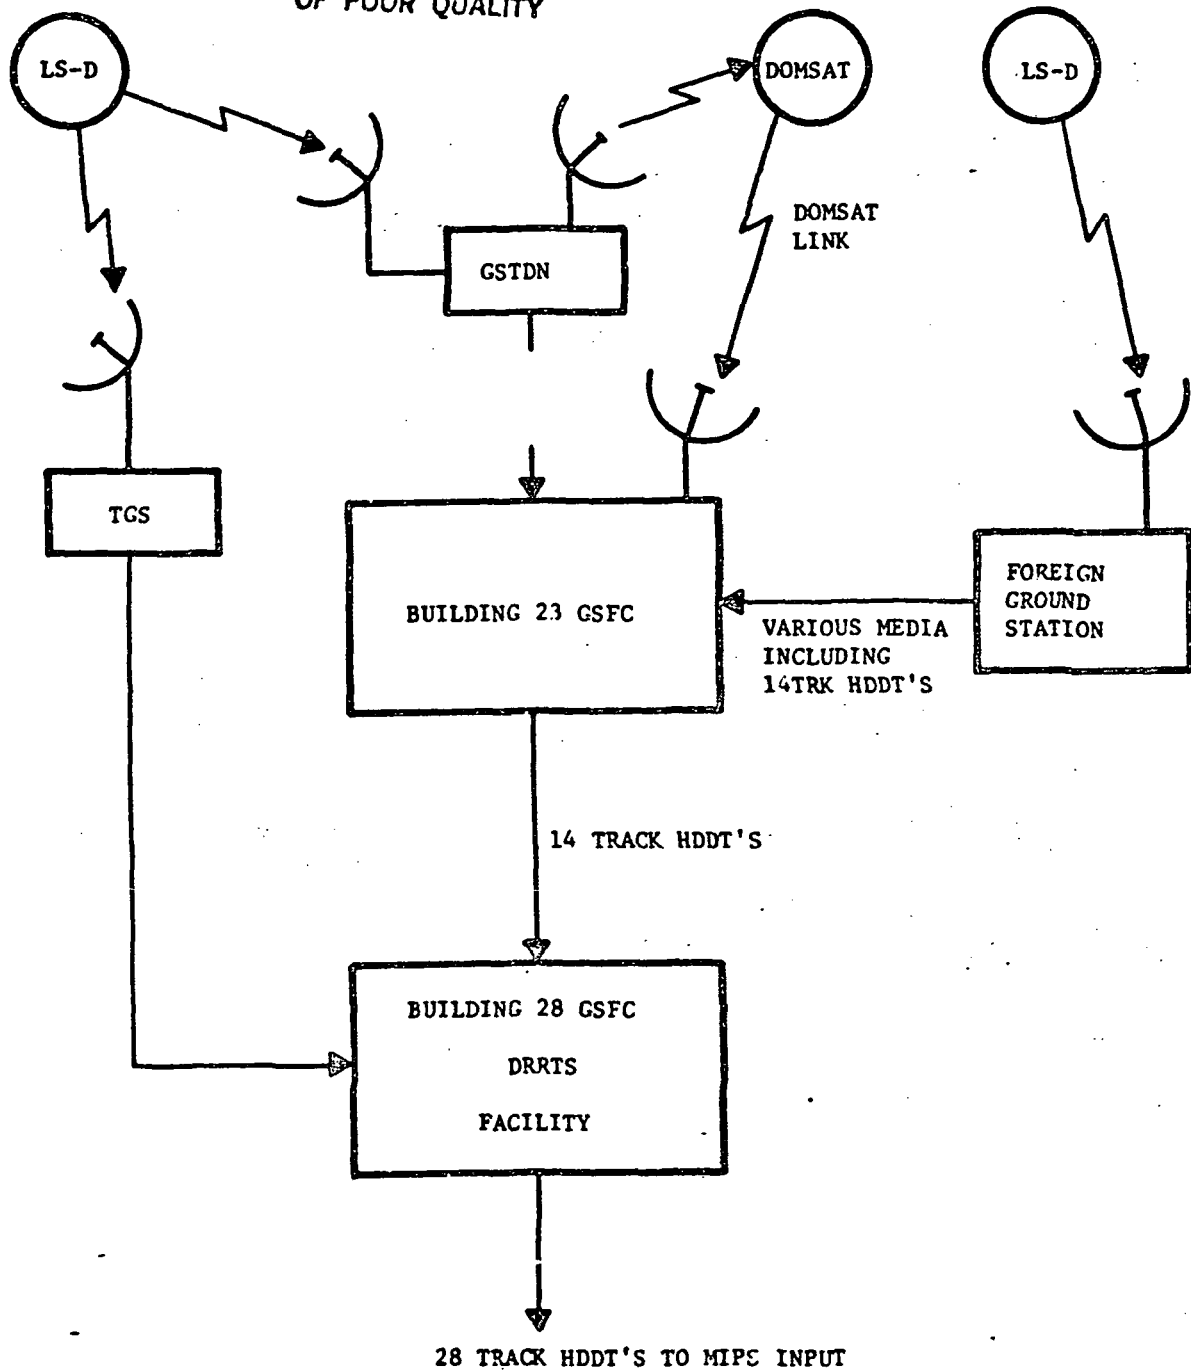 OF POOR QUALITY
LS-D
DOMSAT
LS-D
DOMSAT
LINK
GSTDN
TGS
BUILDING 23 GSFC
FOREIGN
GROUND
STATION
VARIOUS MEDIA
INCLUDING
14TRK HDDT'S
14 TRACK HDDT'S
BUILDING 28 GSFC
DRRTS
FACILITY
28 TRACK HDDT'S TO MIPS INPUT